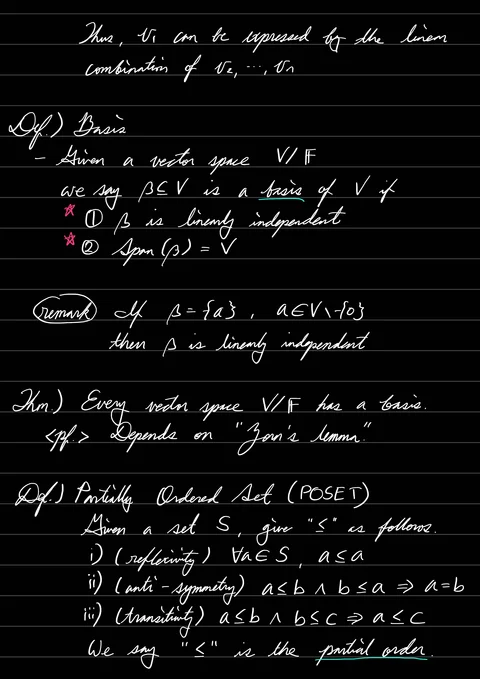 Thus, v₁ can be expressed by the linear
combination of v₂, ⋯, vₙ
Def.) Basis
- Given a vector space V/𝔽
we say β⊆V is a basis of V if
☆ ① β is linearly independent
☆ ② Span(β) = V
remark If β = {a}, a∈V∖{0}
then β is linearly independent
Thm.) Every vector space V/𝔽 has a basis.
<pf.> Depends on "Zorn's lemma."
Def.) Partially Ordered Set (POSET)
Given a set S, give "≤" as follows.
i) (reflexivity) ∀a∈S, a≤a
ii) (anti-symmetry) a≤b ∧ b≤a ⇒ a=b
iii) (transitivity) a≤b ∧ b≤c ⇒ a≤c
We say "≤" is the partial order.